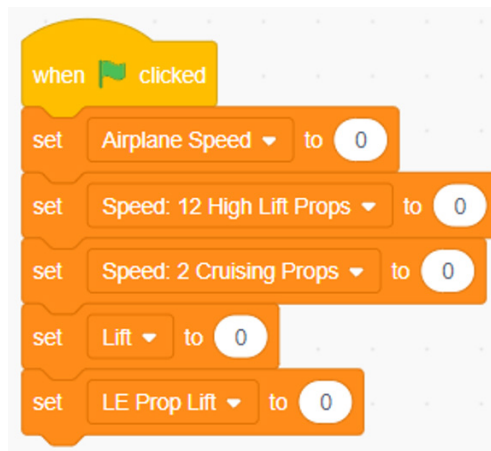 when clicked
set Airplane Speed to 0
set Speed: 12 High Lift Props to 0
set Speed: 2 Cruising Props to 0
set Lift to 0
set LE Prop Lift to 0